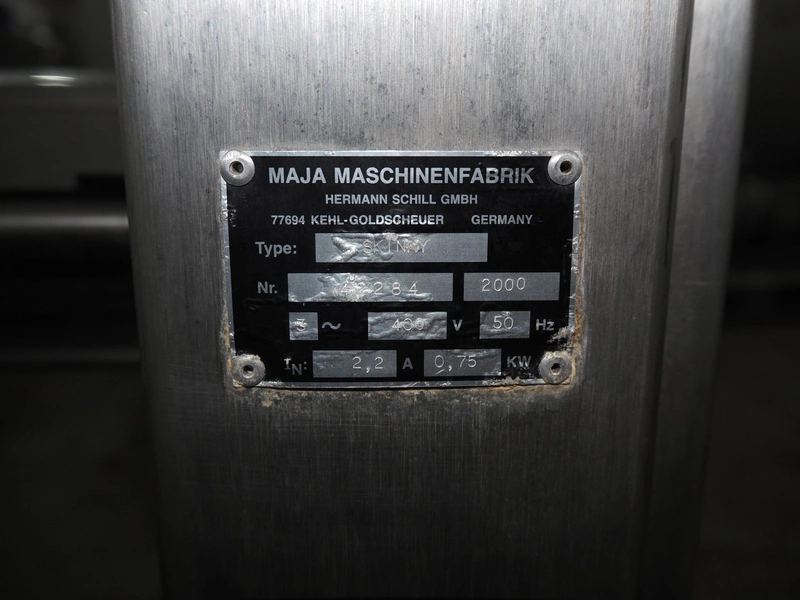 MAJA MASCHINENFABRIK
HERMANN SCHILL GMBH
77694 KEHL-GOLDSCHEUER GERMANY
Type: SKINNY
Nr. 2000
3 ~ 400 V 50 Hz
IN: 2,2 A 0,75 KW